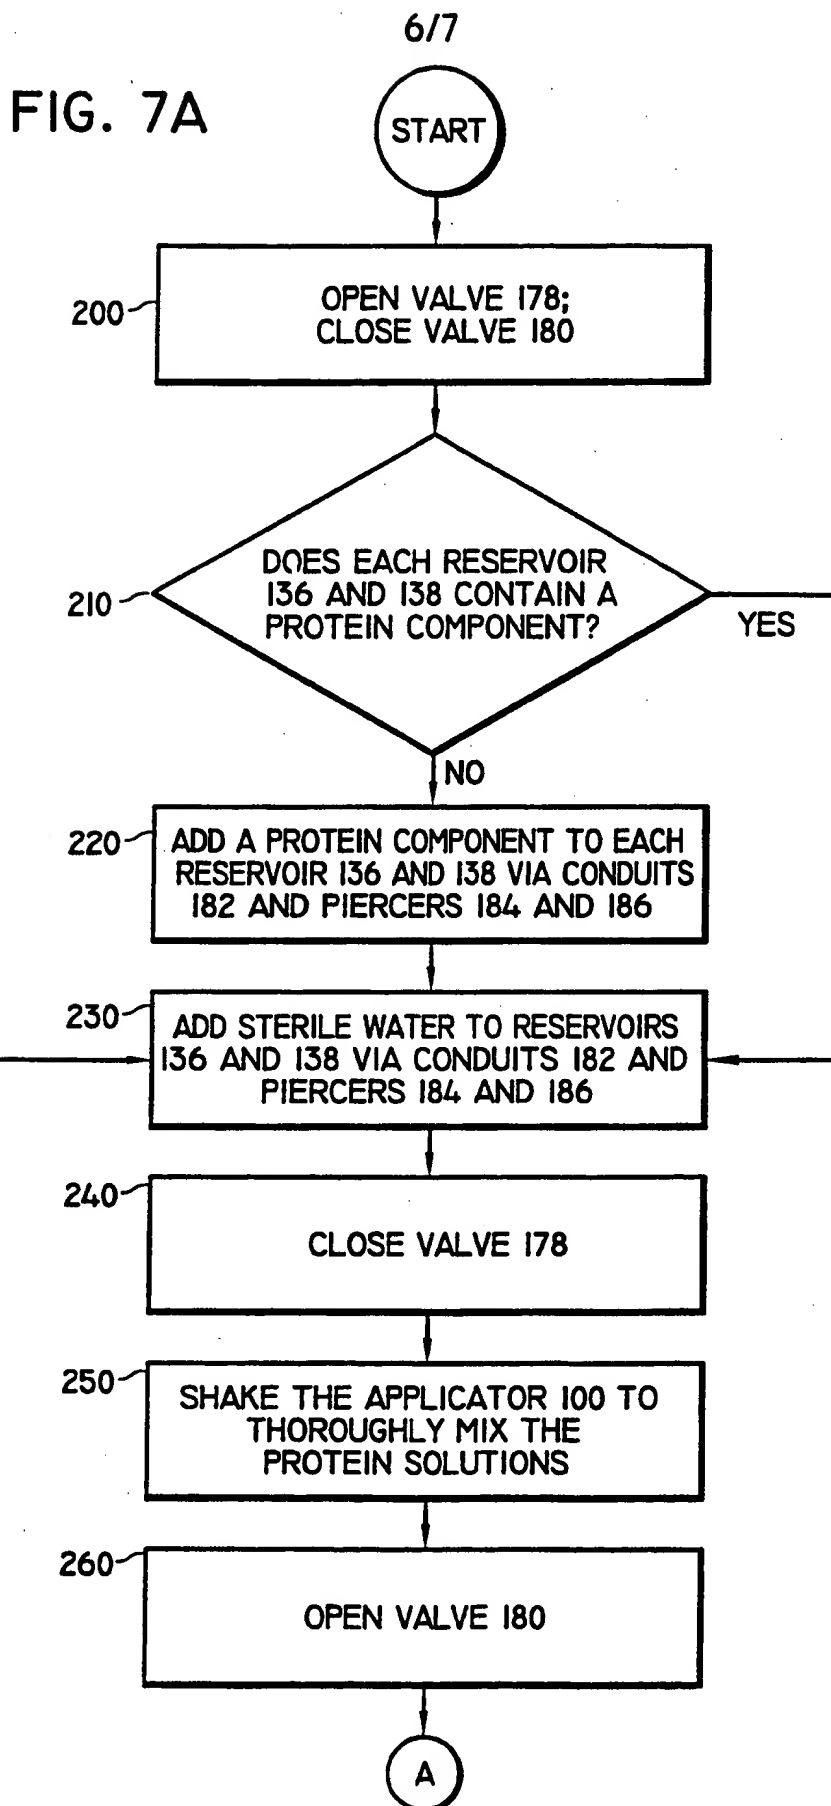 6/7
FIG. 7A
START
200
OPEN VALVE 178;
CLOSE VALVE 180
210
DOES EACH RESERVOIR
136 AND 138 CONTAIN A
PROTEIN COMPONENT?
YES
NO
220
ADD A PROTEIN COMPONENT TO EACH
RESERVOIR 136 AND 138 VIA CONDUITS
182 AND PIERCERS 184 AND 186
230
ADD STERILE WATER TO RESERVOIRS
136 AND 138 VIA CONDUITS 182 AND
PIERCERS 184 AND 186
240
CLOSE VALVE 178
250
SHAKE THE APPLICATOR 100 TO
THOROUGHLY MIX THE
PROTEIN SOLUTIONS
260
OPEN VALVE 180
A